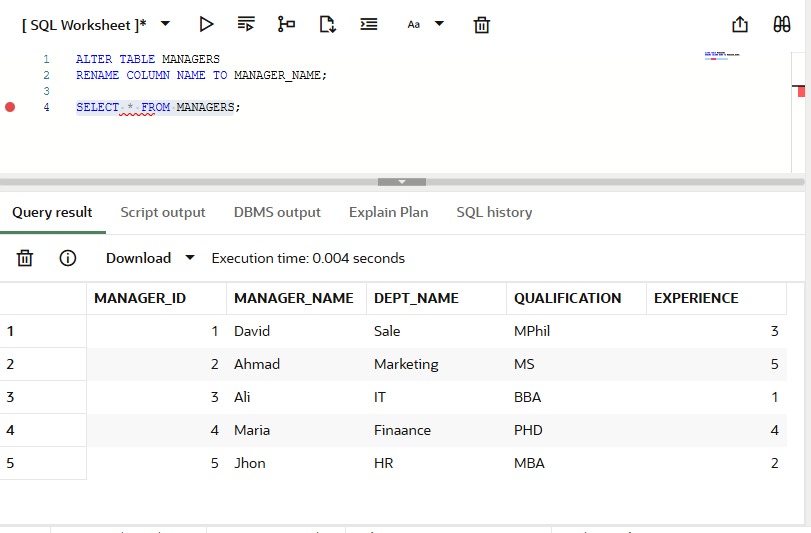 [ SQL Worksheet ]* Aa
1 ALTER TABLE MANAGERS
2 RENAME COLUMN NAME TO MANAGER_NAME;
3
4 SELECT * FROM MANAGERS;
Query result Script output DBMS output Explain Plan SQL history
Download Execution time: 0.004 seconds
MANAGER_ID MANAGER_NAME DEPT_NAME QUALIFICATION EXPERIENCE
1 1 David Sale MPhil 3
2 2 Ahmad Marketing MS 5
3 3 Ali IT BBA 1
4 4 Maria Finaance PHD 4
5 5 Jhon HR MBA 2